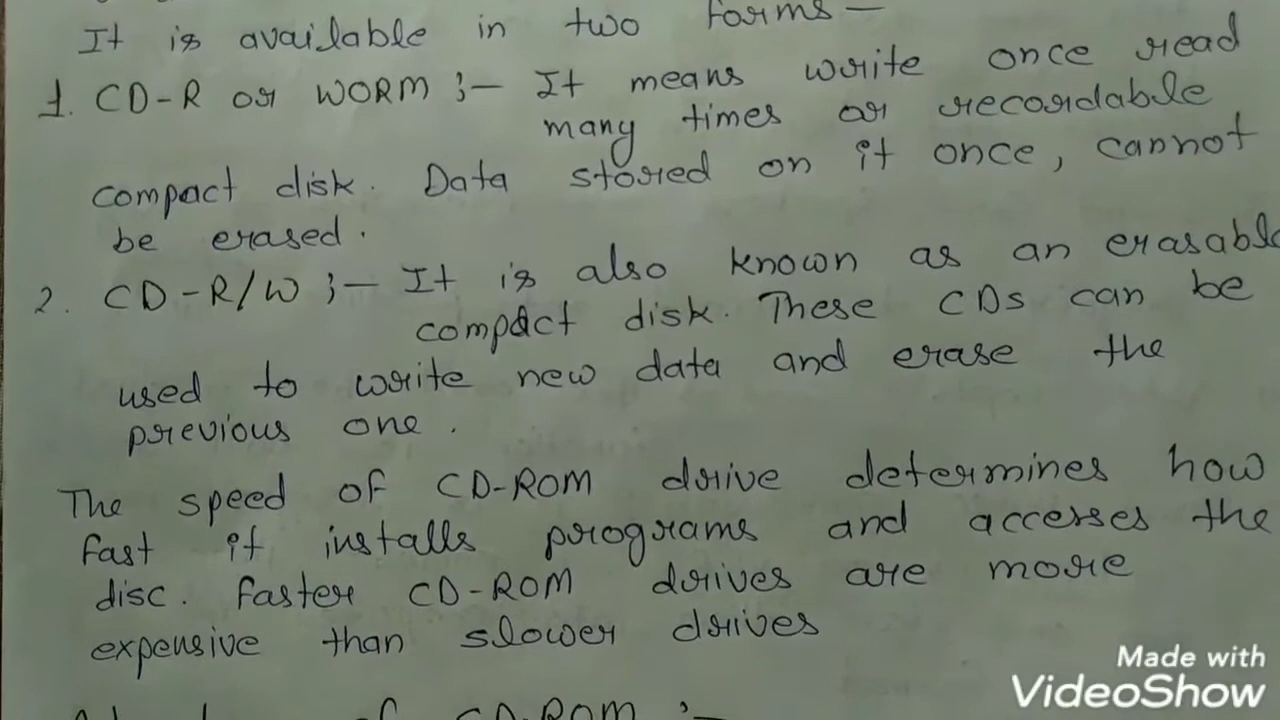 It is available in two forms —
1. CD-R or WORM ;— It means write once read
many times or recordable
compact disk. Data stored on it once, cannot
be erased.
2. CD-R/W ;— It is also known as an erasable
compact disk. These CDs can be
used to write new data and erase the
previous one.
The speed of CD-ROM drive determines how
fast it installs programs and accesses the
disc. Faster CD-ROM drives are more
expensive than slower drives
of CD-ROM :—
Made with
VideoShow